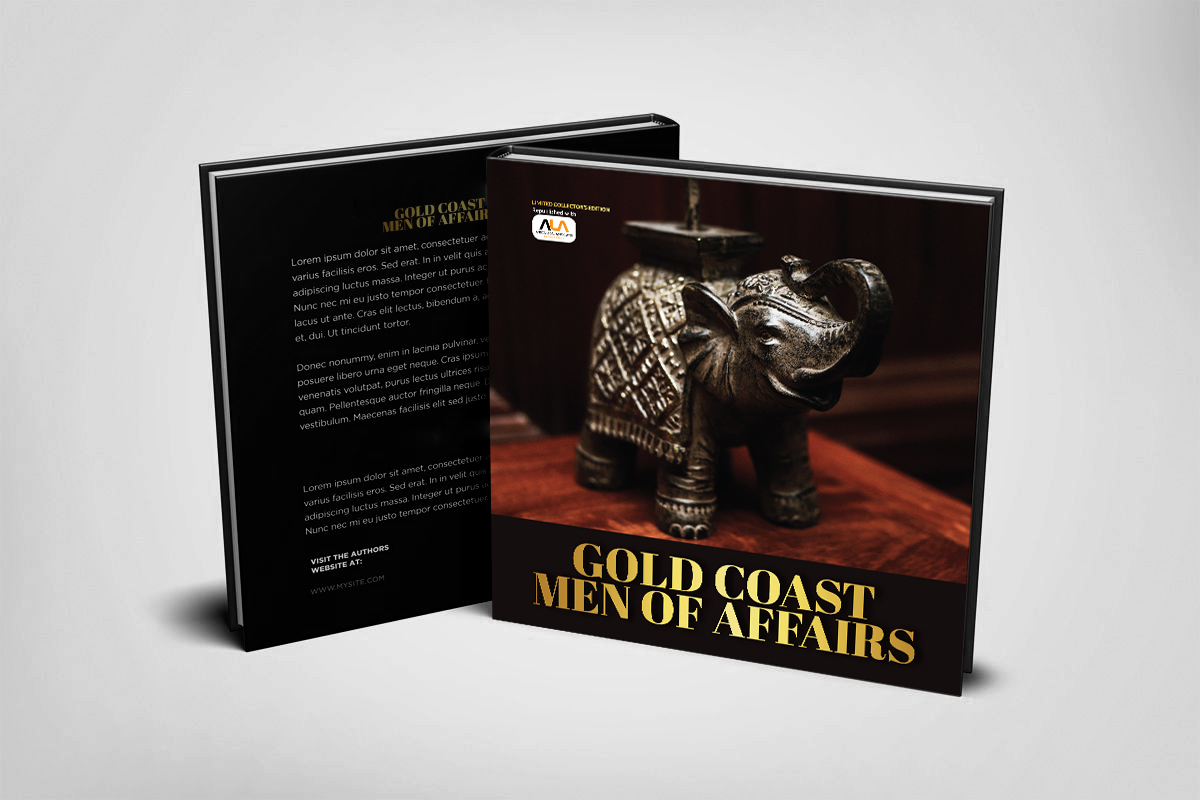 GOLD COAST
MEN OF AFFAIR
Lorem ipsum dolor sit amet, consectetuer a
varius facilisis eros. Sed erat. In in velit quis a
adipiscing luctus massa. Integer ut purus ac
Nunc nec mi eu justo tempor consectetuer
lacus ut ante. Cras elit lectus, bibendum a, a
et, dui. Ut tincidunt tortor.
Donec nonummy, enim in lacinia pulvinar, ve
posuere libero urna eget neque. Cras ipsum
venenatis volutpat, purus lectus ultrices risu
quam. Pellentesque auctor fringilla neque. D
vestibulum. Maecenas facilisis elit sed justo
Lorem ipsum dolor sit amet, consectetuer
varius facilisis eros. Sed erat. In in velit quis
adipiscing luctus massa. Integer ut purus a
Nunc nec mi eu justo tempor consectetuer
VISIT THE AUTHORS
WEBSITE AT:
WWW.MYSITE.COM
LIMITED COLLECTOR'S EDITION
Republished with
ALA
GOLD COAST
MEN OF AFFAIRS